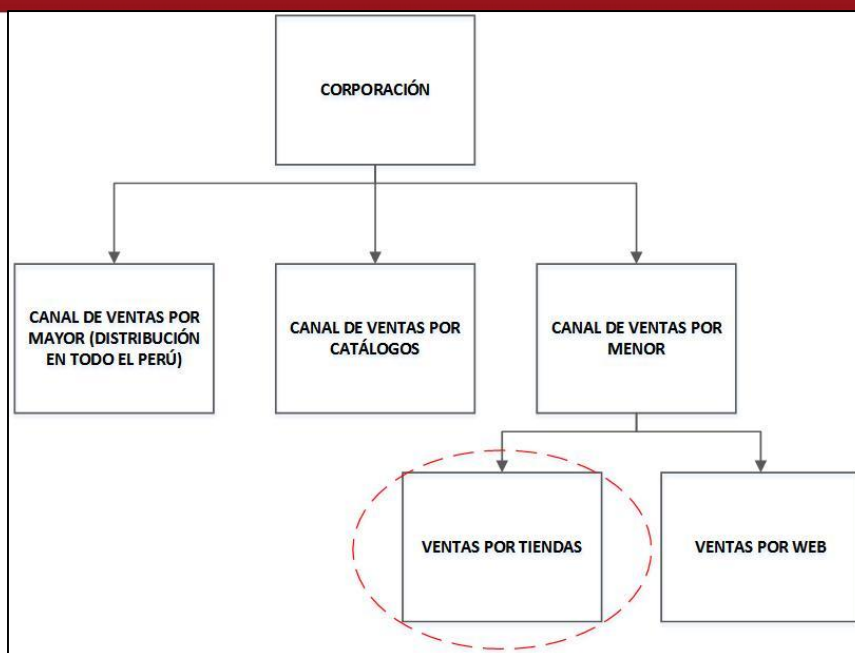 CORPORACIÓN
CANAL DE VENTAS POR
MAYOR (DISTRIBUCIÓN
EN TODO EL PERÚ)
CANAL DE VENTAS POR
CATÁLOGOS
CANAL DE VENTAS POR
MENOR
VENTAS POR TIENDAS
VENTAS POR WEB